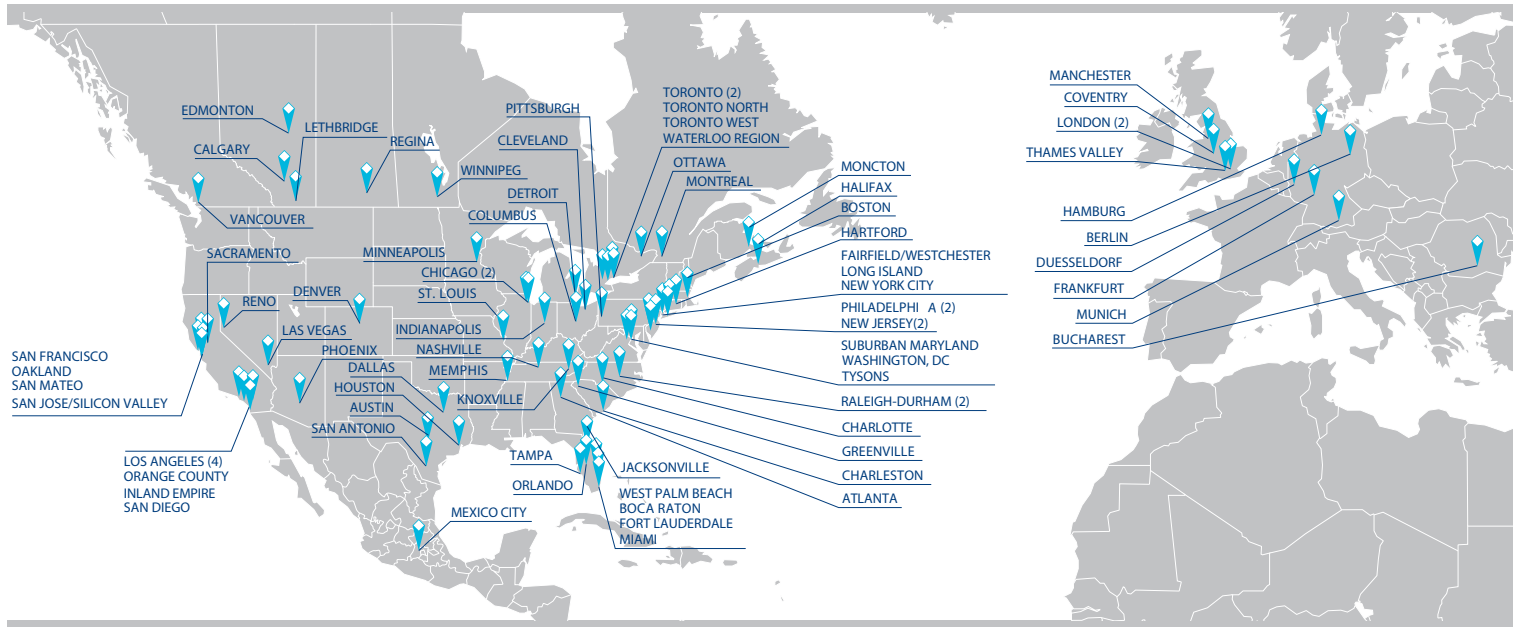 EDMONTON
LETHBRIDGE
CALGARY
REGINA
WINNIPEG
VANCOUVER
SACRAMENTO
RENO
DENVER
LAS VEGAS
PHOENIX
DALLAS
HOUSTON
AUSTIN
SAN ANTONIO
SAN FRANCISCO
OAKLAND
SAN MATEO
SAN JOSE/SILICON VALLEY
LOS ANGELES (4)
ORANGE COUNTY
INLAND EMPIRE
SAN DIEGO
MEXICO CITY
PITTSBURGH
CLEVELAND
DETROIT
COLUMBUS
MINNEAPOLIS
CHICAGO (2)
ST. LOUIS
INDIANAPOLIS
NASHVILLE
MEMPHIS
KNOXVILLE
TAMPA
ORLANDO
JACKSONVILLE
WEST PALM BEACH
BOCA RATON
FORT LAUDERDALE
MIAMI
TORONTO (2)
TORONTO NORTH
TORONTO WEST
WATERLOO REGION
OTTAWA
MONTREAL
MONCTON
HALIFAX
BOSTON
HARTFORD
FAIRFIELD/WESTCHESTER
LONG ISLAND
NEW YORK CITY
PHILADELPHI A (2)
NEW JERSEY(2)
SUBURBAN MARYLAND
WASHINGTON, DC
TYSONS
RALEIGH-DURHAM (2)
CHARLOTTE
GREENVILLE
CHARLESTON
ATLANTA
MANCHESTER
COVENTRY
LONDON (2)
THAMES VALLEY
HAMBURG
BERLIN
DUESSELDORF
FRANKFURT
MUNICH
BUCHAREST